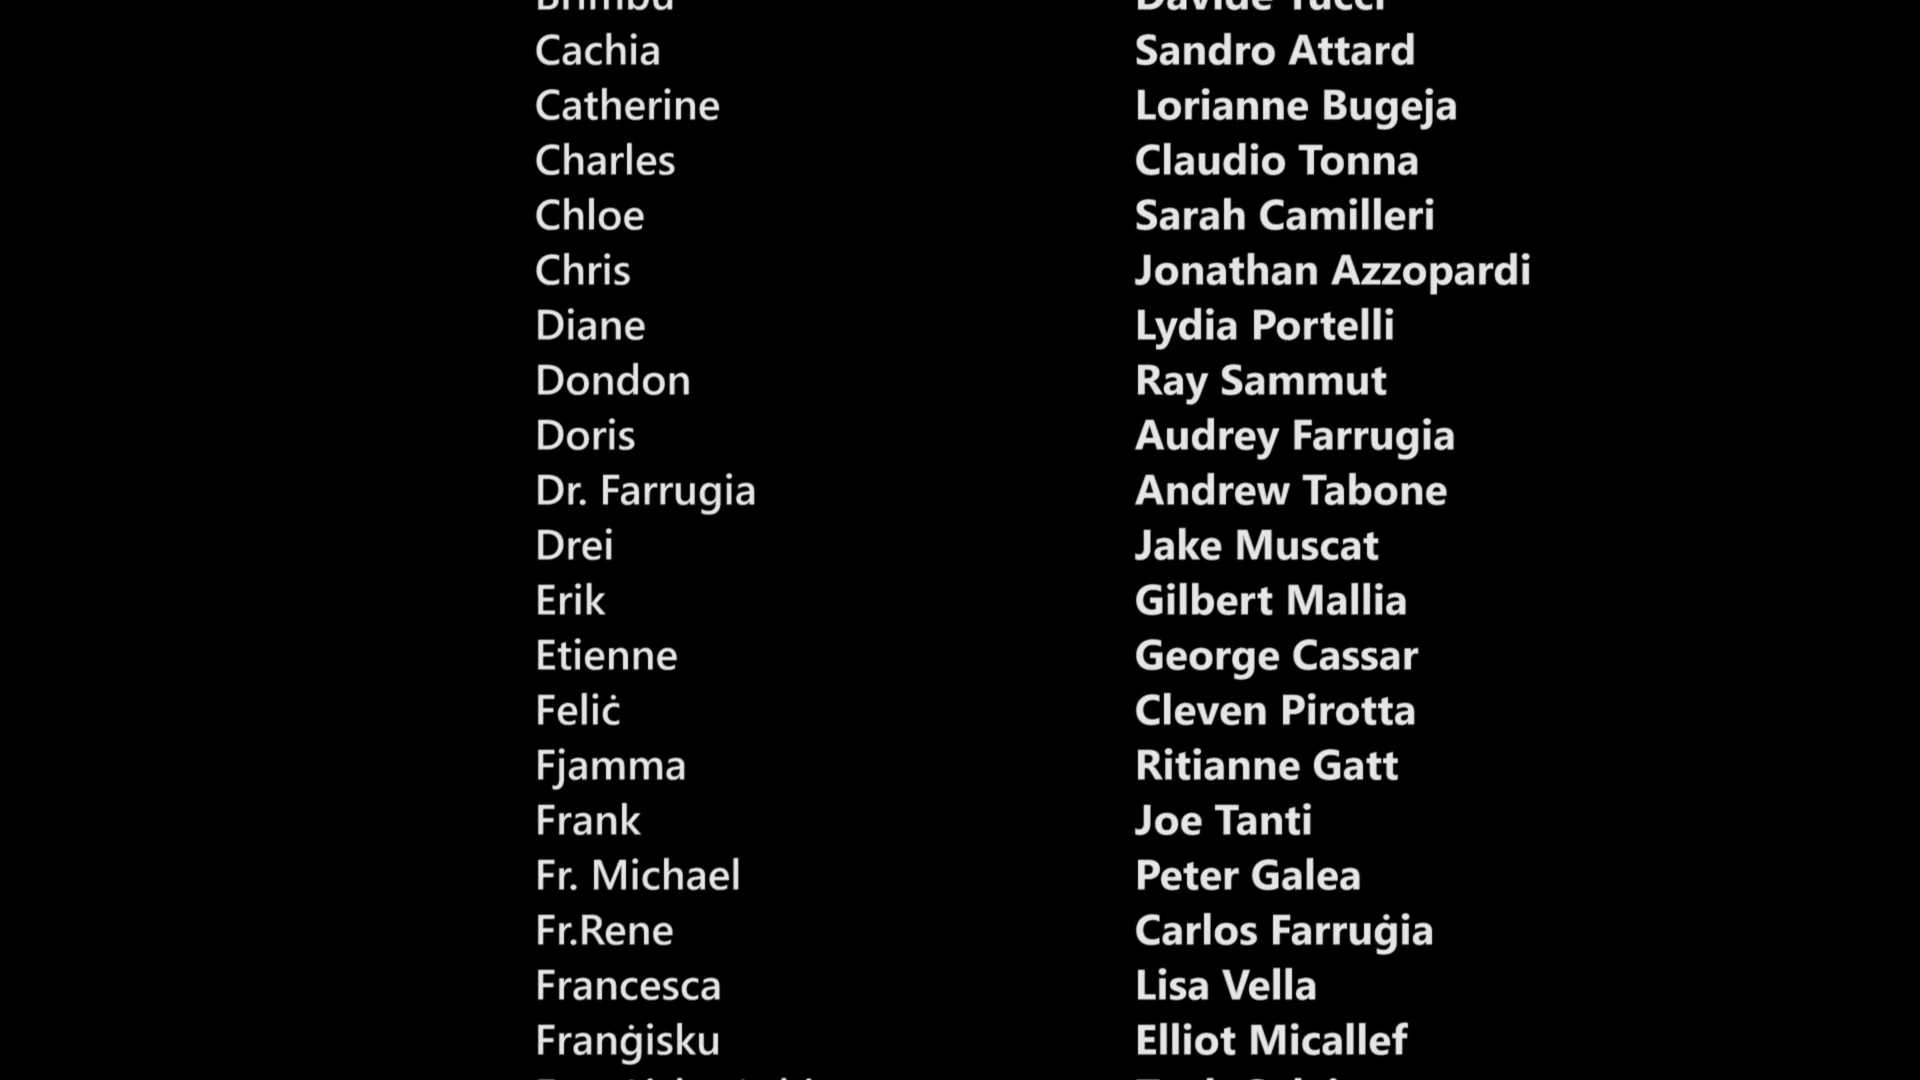 Brimbu Davide Tucci
Cachia Sandro Attard
Catherine Lorianne Bugeja
Charles Claudio Tonna
Chloe Sarah Camilleri
Chris Jonathan Azzopardi
Diane Lydia Portelli
Dondon Ray Sammut
Doris Audrey Farrugia
Dr. Farrugia Andrew Tabone
Drei Jake Muscat
Erik Gilbert Mallia
Etienne George Cassar
Feliċ Cleven Pirotta
Fjamma Ritianne Gatt
Frank Joe Tanti
Fr. Michael Peter Galea
Fr.Rene Carlos Farruġia
Francesca Lisa Vella
Franġisku Elliot Micallef